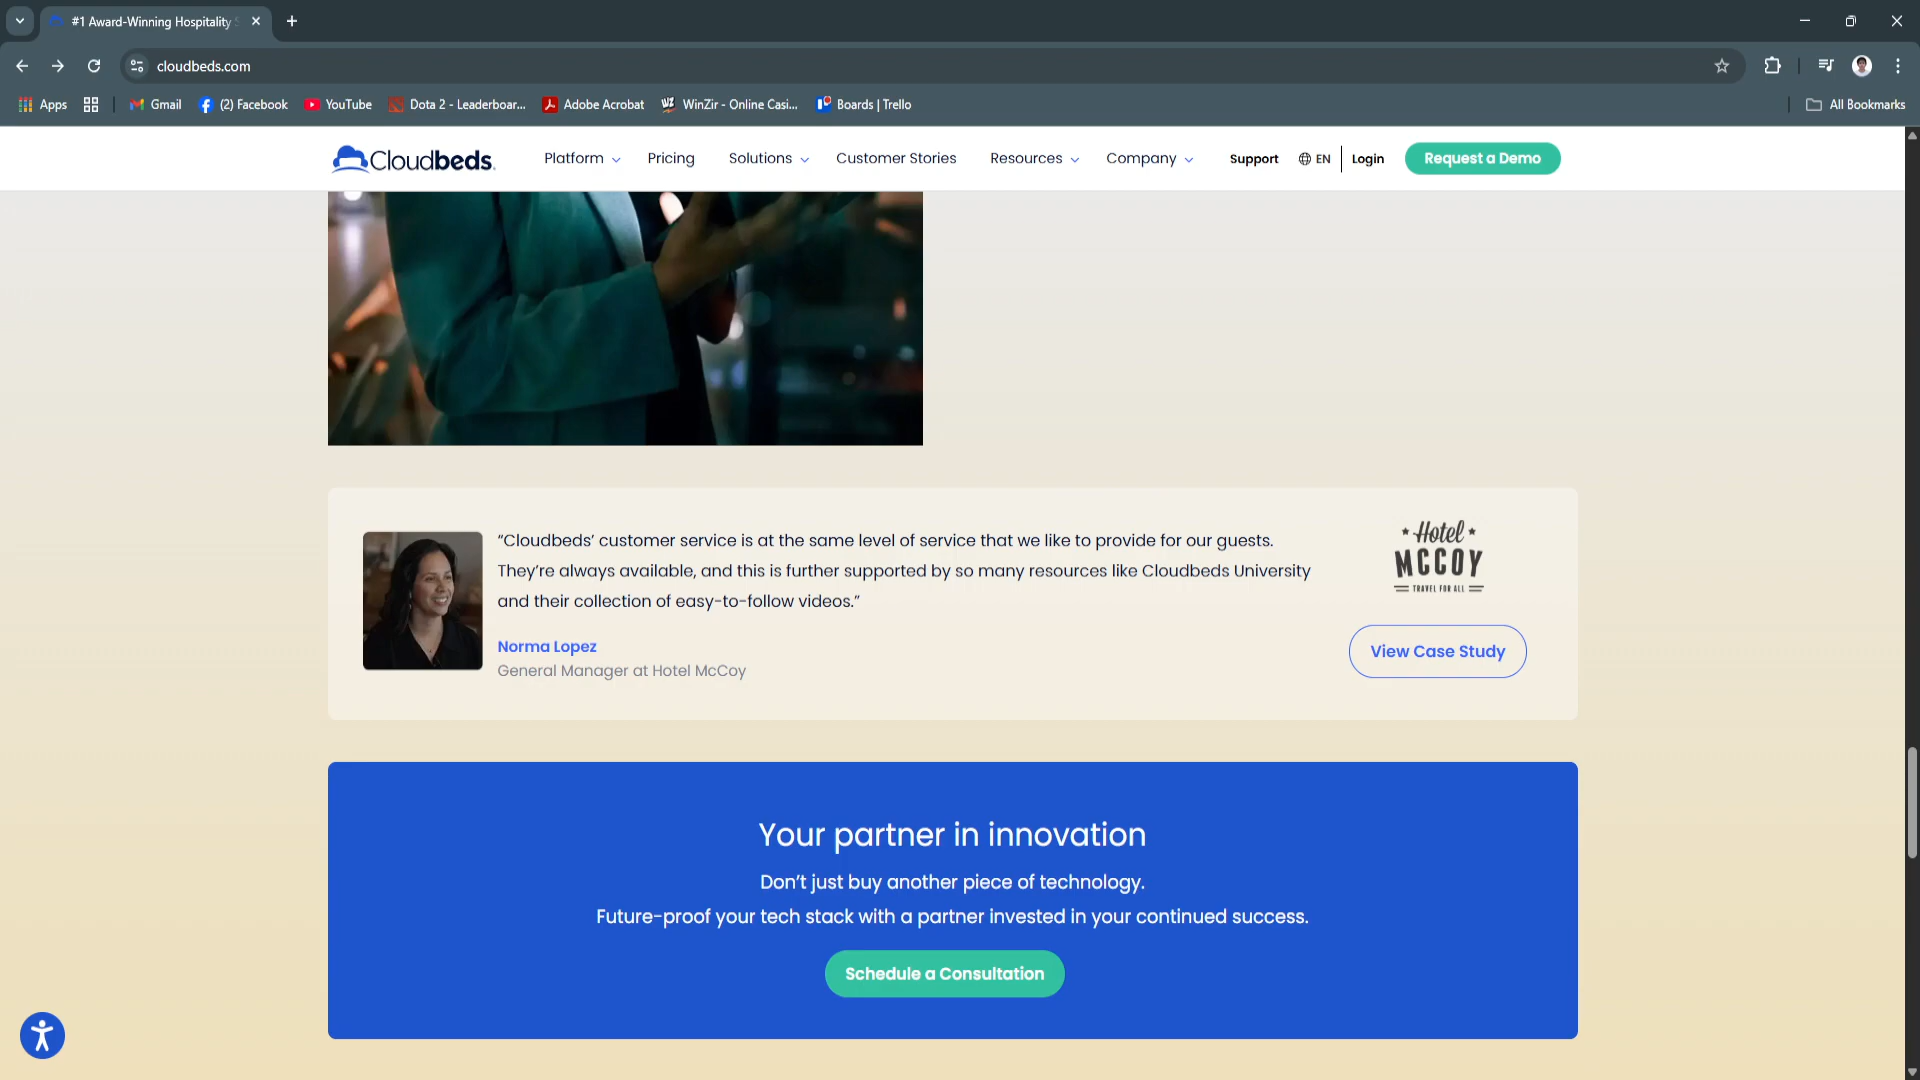 #1 Award-Winning Hospitality
cloudbeds.com
Apps
Gmail
(2) Facebook
YouTube
Dota 2 - Leaderboar...
Adobe Acrobat
WinZir - Online Casi...
Boards | Trello
All Bookmarks
Cloudbeds
Platform
Pricing
Solutions
Customer Stories
Resources
Company
Support
EN
Login
Request a Demo
“Cloudbeds’ customer service is at the same level of service that we like to provide for our guests.
They’re always available, and this is further supported by so many resources like Cloudbeds University
and their collection of easy-to-follow videos.”
Norma Lopez
General Manager at Hotel McCoy
Hotel
MCCOY
TRAVEL FOR ALL
View Case Study
Your partner in innovation
Don’t just buy another piece of technology.
Future-proof your tech stack with a partner invested in your continued success.
Schedule a Consultation